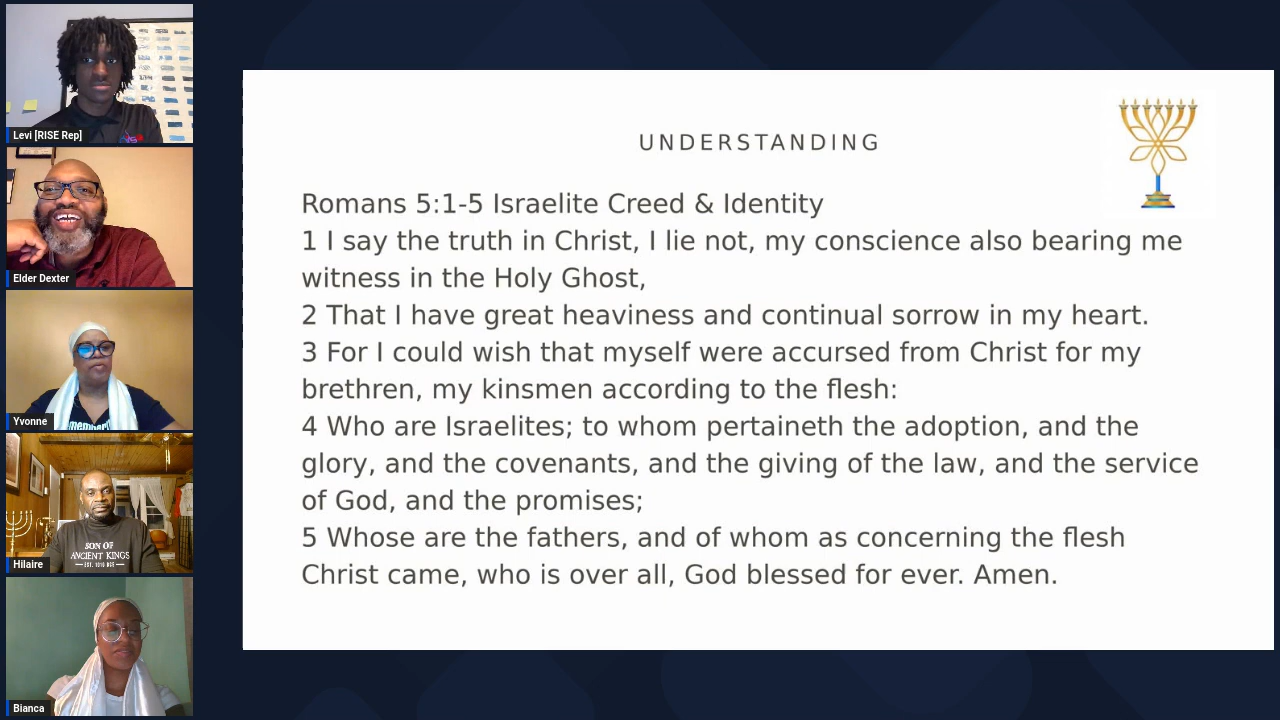 Levi [RISE Rep]
Elder Dexter
Yvonne
SON OF
ANCIENT KINGS
Hilaire
Bianca
UNDERSTANDING
Romans 5:1-5 Israelite Creed & Identity
1 I say the truth in Christ, I lie not, my conscience also bearing me
witness in the Holy Ghost,
2 That I have great heaviness and continual sorrow in my heart.
3 For I could wish that myself were accursed from Christ for my
brethren, my kinsmen according to the flesh:
4 Who are Israelites; to whom pertaineth the adoption, and the
glory, and the covenants, and the giving of the law, and the service
of God, and the promises;
5 Whose are the fathers, and of whom as concerning the flesh
Christ came, who is over all, God blessed for ever. Amen.